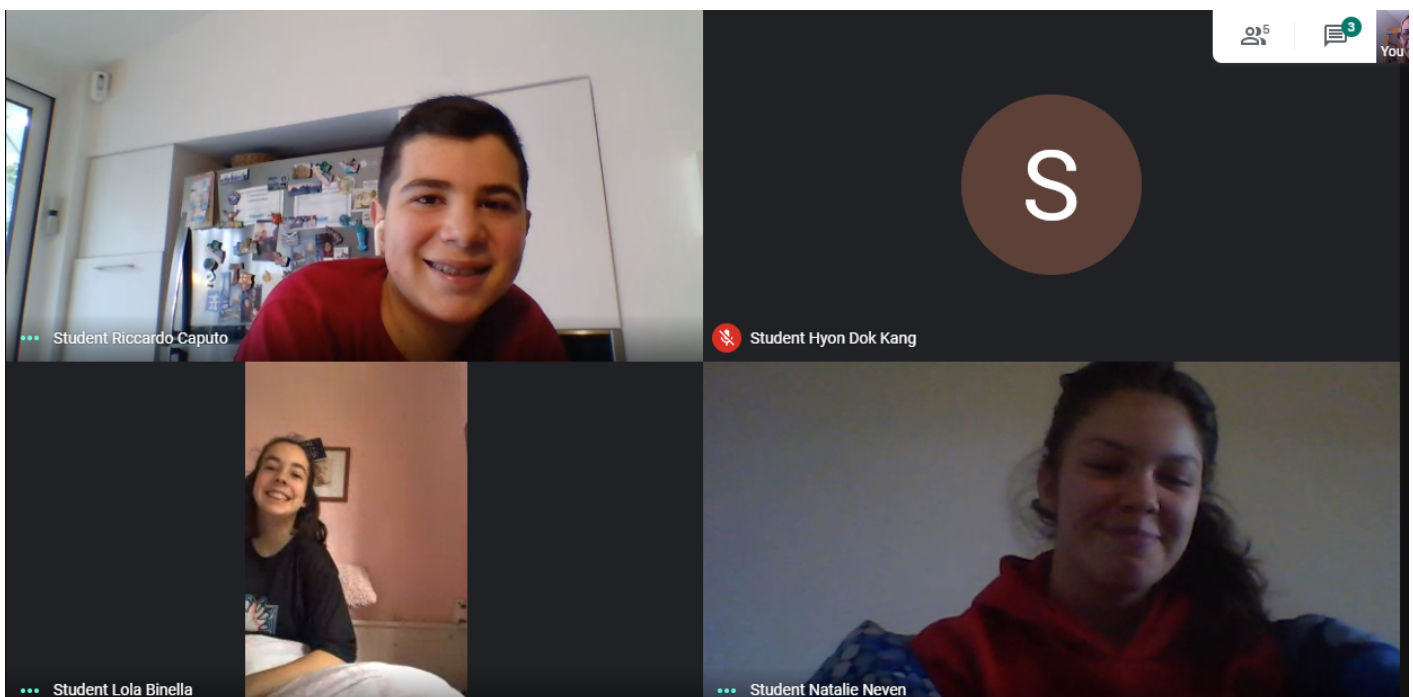 5
3
You
S
Student Riccardo Caputo
Student Hyon Dok Kang
Student Lola Binella
Student Natalie Neven